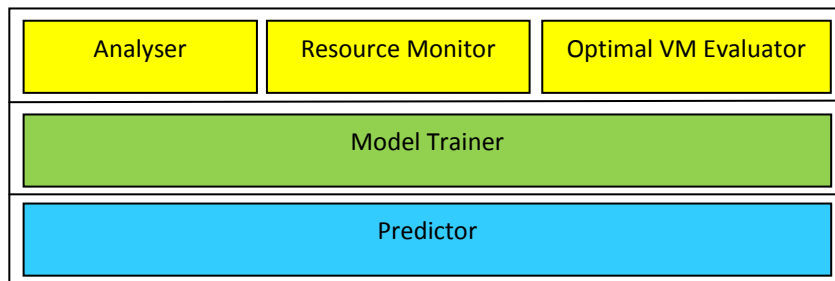 Analyser
Resource Monitor
Optimal VM Evaluator
Model Trainer
Predictor